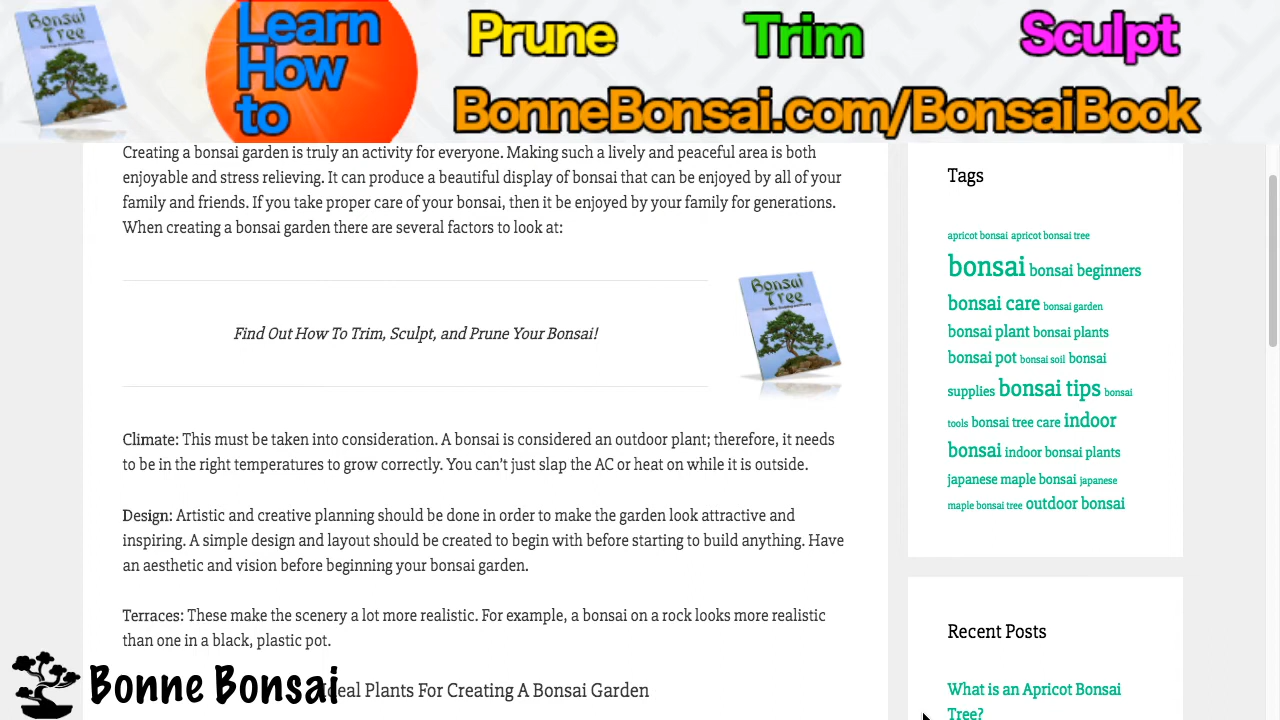 Bonsai
Tree
Learn
How
to
Prune
Trim
Sculpt
BonneBonsai.com/BonsaiBook
Creating a bonsai garden is truly an activity for everyone. Making such a lively and peaceful area is both
enjoyable and stress relieving. It can produce a beautiful display of bonsai that can be enjoyed by all of your
family and friends. If you take proper care of your bonsai, then it be enjoyed by your family for generations.
When creating a bonsai garden there are several factors to look at:
Find Out How To Trim, Sculpt, and Prune Your Bonsai!
Bonsai
Tree
Climate: This must be taken into consideration. A bonsai is considered an outdoor plant; therefore, it needs
to be in the right temperatures to grow correctly. You can't just slap the AC or heat on while it is outside.
Design: Artistic and creative planning should be done in order to make the garden look attractive and
inspiring. A simple design and layout should be created to begin with before starting to build anything. Have
an aesthetic and vision before beginning your bonsai garden.
Terraces: These make the scenery a lot more realistic. For example, a bonsai on a rock looks more realistic
than one in a black, plastic pot.
Ideal Plants For Creating A Bonsai Garden
Bonne Bonsai
Tags
apricot bonsai apricot bonsai tree
bonsai bonsai beginners
bonsai care bonsai garden
bonsai plant bonsai plants
bonsai pot bonsai soil bonsai
supplies bonsai tips bonsai
tools bonsai tree care indoor
bonsai indoor bonsai plants
japanese maple bonsai japanese
maple bonsai tree outdoor bonsai
Recent Posts
What is an Apricot Bonsai
Tree?